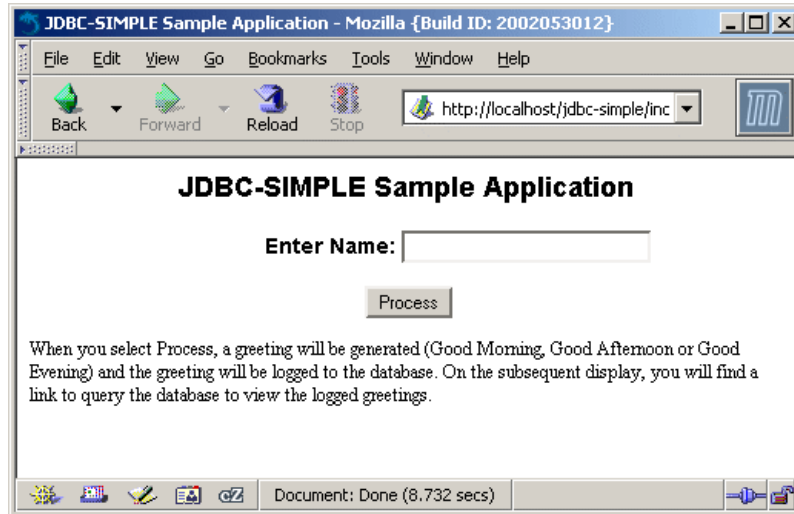 JDBC-SIMPLE Sample Application - Mozilla {Build ID: 2002053012}
File Edit View Go Bookmarks Tools Window Help
Back Forward Reload Stop http://localhost/jdbc-simple/inc
JDBC-SIMPLE Sample Application
Enter Name:
Process
When you select Process, a greeting will be generated (Good Morning, Good Afternoon or Good
Evening) and the greeting will be logged to the database. On the subsequent display, you will find a
link to query the database to view the logged greetings.
Document: Done (8.732 secs)